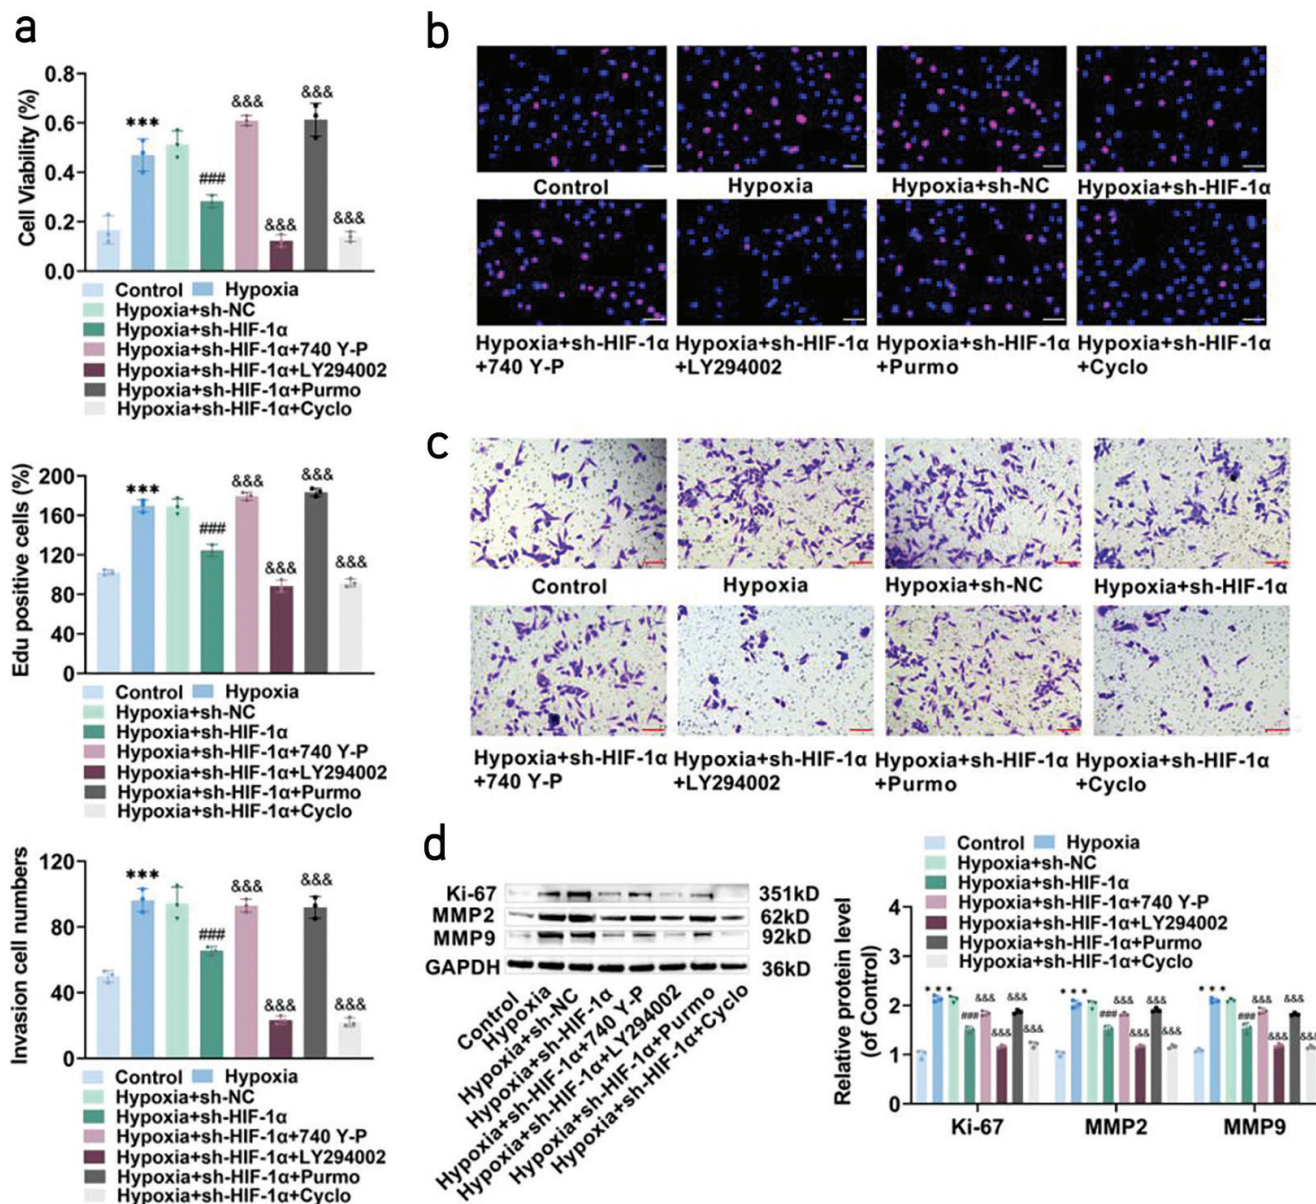 a
Cell Viability (%)
0.8
0.6
0.4
0.2
0.0
***
###
&&&
&&&
&&&
&&&
Control
Hypoxia
Hypoxia+sh-NC
Hypoxia+sh-HIF-1α
Hypoxia+sh-HIF-1α+740 Y-P
Hypoxia+sh-HIF-1α+LY294002
Hypoxia+sh-HIF-1α+Purmo
Hypoxia+sh-HIF-1α+Cyclo
Edu positive cells (%)
200
160
120
80
40
0
***
###
&&&
&&&
&&&
&&&
Control
Hypoxia
Hypoxia+sh-NC
Hypoxia+sh-HIF-1α
Hypoxia+sh-HIF-1α+740 Y-P
Hypoxia+sh-HIF-1α+LY294002
Hypoxia+sh-HIF-1α+Purmo
Hypoxia+sh-HIF-1α+Cyclo
Invasion cell numbers
120
80
40
0
***
###
&&&
&&&
&&&
&&&
Control
Hypoxia
Hypoxia+sh-NC
Hypoxia+sh-HIF-1α
Hypoxia+sh-HIF-1α+740 Y-P
Hypoxia+sh-HIF-1α+LY294002
Hypoxia+sh-HIF-1α+Purmo
Hypoxia+sh-HIF-1α+Cyclo
b
Control
Hypoxia
Hypoxia+sh-NC
Hypoxia+sh-HIF-1α
Hypoxia+sh-HIF-1α
+740 Y-P
Hypoxia+sh-HIF-1α
+LY294002
Hypoxia+sh-HIF-1α
+Purmo
Hypoxia+sh-HIF-1α
+Cyclo
c
Control
Hypoxia
Hypoxia+sh-NC
Hypoxia+sh-HIF-1α
Hypoxia+sh-HIF-1α
+740 Y-P
Hypoxia+sh-HIF-1α
+LY294002
Hypoxia+sh-HIF-1α
+Purmo
Hypoxia+sh-HIF-1α
+Cyclo
d
Ki-67
351kD
MMP2
62kD
MMP9
92kD
GAPDH
36kD
Control
Hypoxia
Hypoxia+sh-NC
Hypoxia+sh-HIF-1α
Hypoxia+sh-HIF-1α+740 Y-P
Hypoxia+sh-HIF-1α+LY294002
Hypoxia+sh-HIF-1α+Purmo
Hypoxia+sh-HIF-1α+Cyclo
Control
Hypoxia
Hypoxia+sh-NC
Hypoxia+sh-HIF-1α
Hypoxia+sh-HIF-1α+740 Y-P
Hypoxia+sh-HIF-1α+LY294002
Hypoxia+sh-HIF-1α+Purmo
Hypoxia+sh-HIF-1α+Cyclo
Relative protein level
(of Control)
4
3
2
1
0
***
###
&&&
&&&
&&&
&&&
***
###
&&&
&&&
&&&
&&&
***
###
&&&
&&&
&&&
&&&
Ki-67
MMP2
MMP9